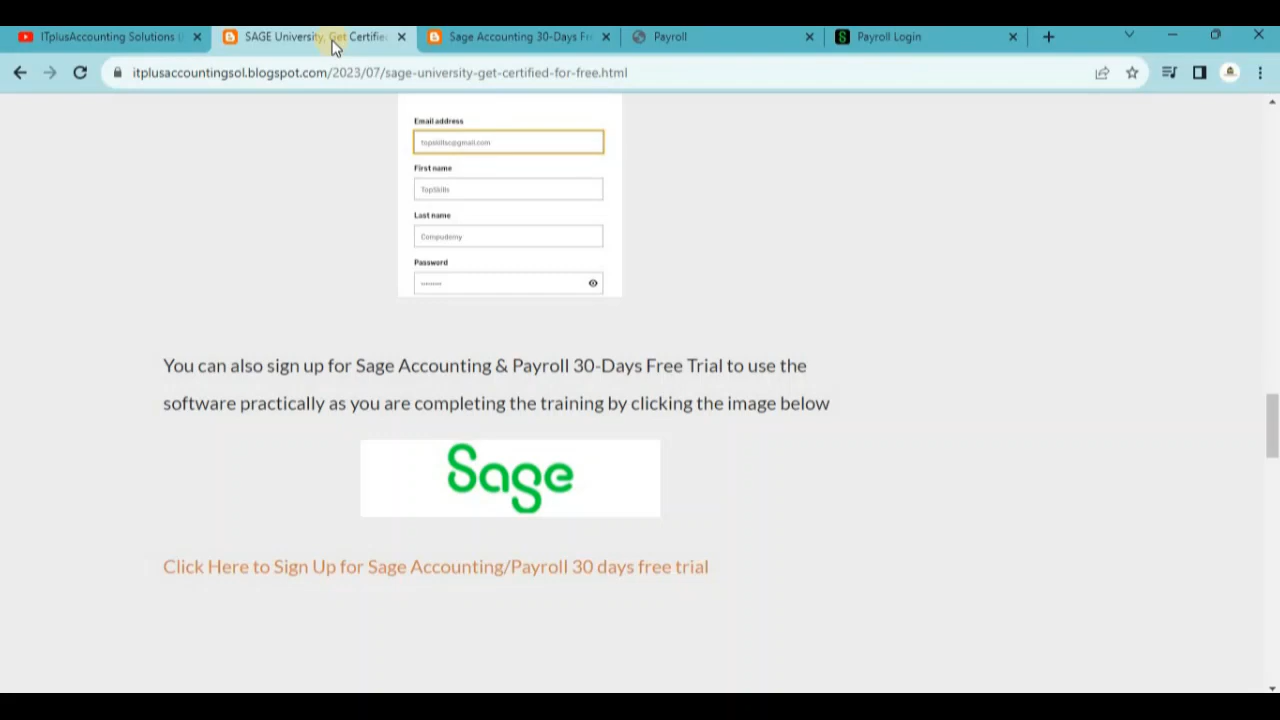 ITplusAccounting Solutions (
SAGE University, Get Certifie
Sage Accounting 30-Days Fr
Payroll
Payroll Login
itplusaccountingsol.blogspot.com/2023/07/sage-university-get-certified-for-free.html
Email address
First name
TopSkills
Last name
Compudemy
Password
You can also sign up for Sage Accounting & Payroll 30-Days Free Trial to use the
software practically as you are completing the training by clicking the image below
Sage
Click Here to Sign Up for Sage Accounting/Payroll 30 days free trial